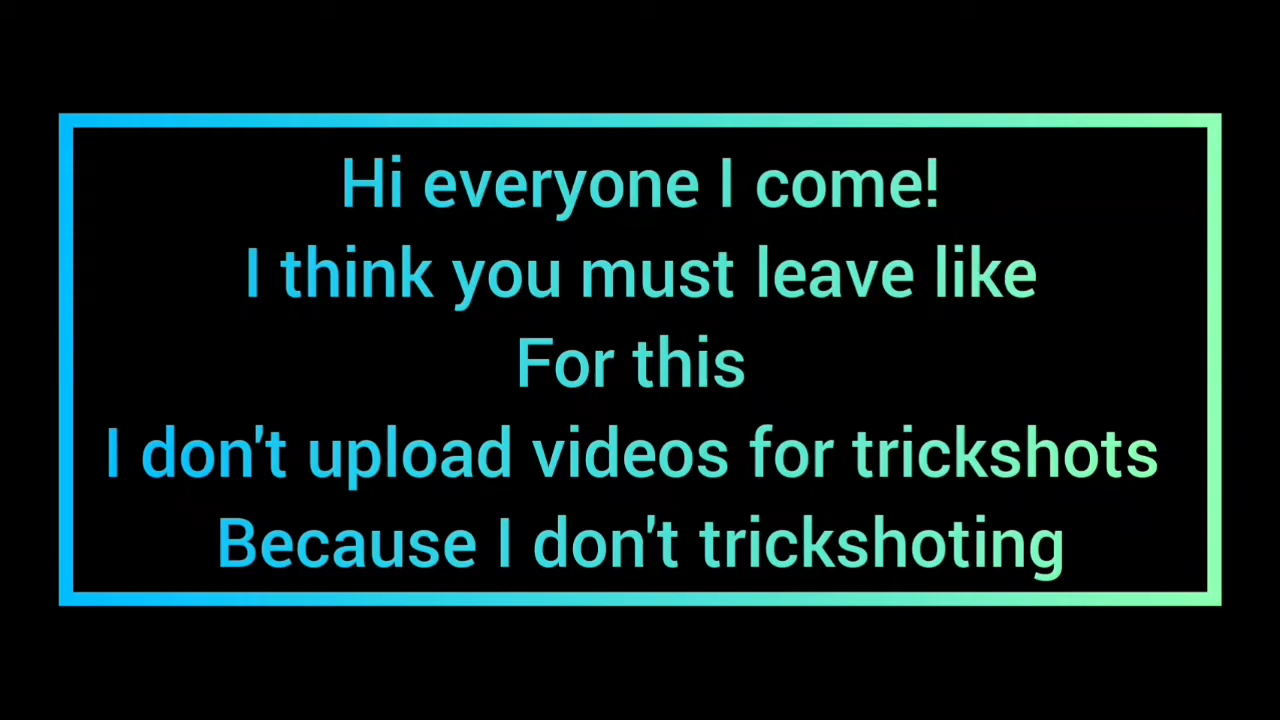 Hi everyone I come!
I think you must leave like
For this
I don't upload videos for trickshots
Because I don't trickshoting